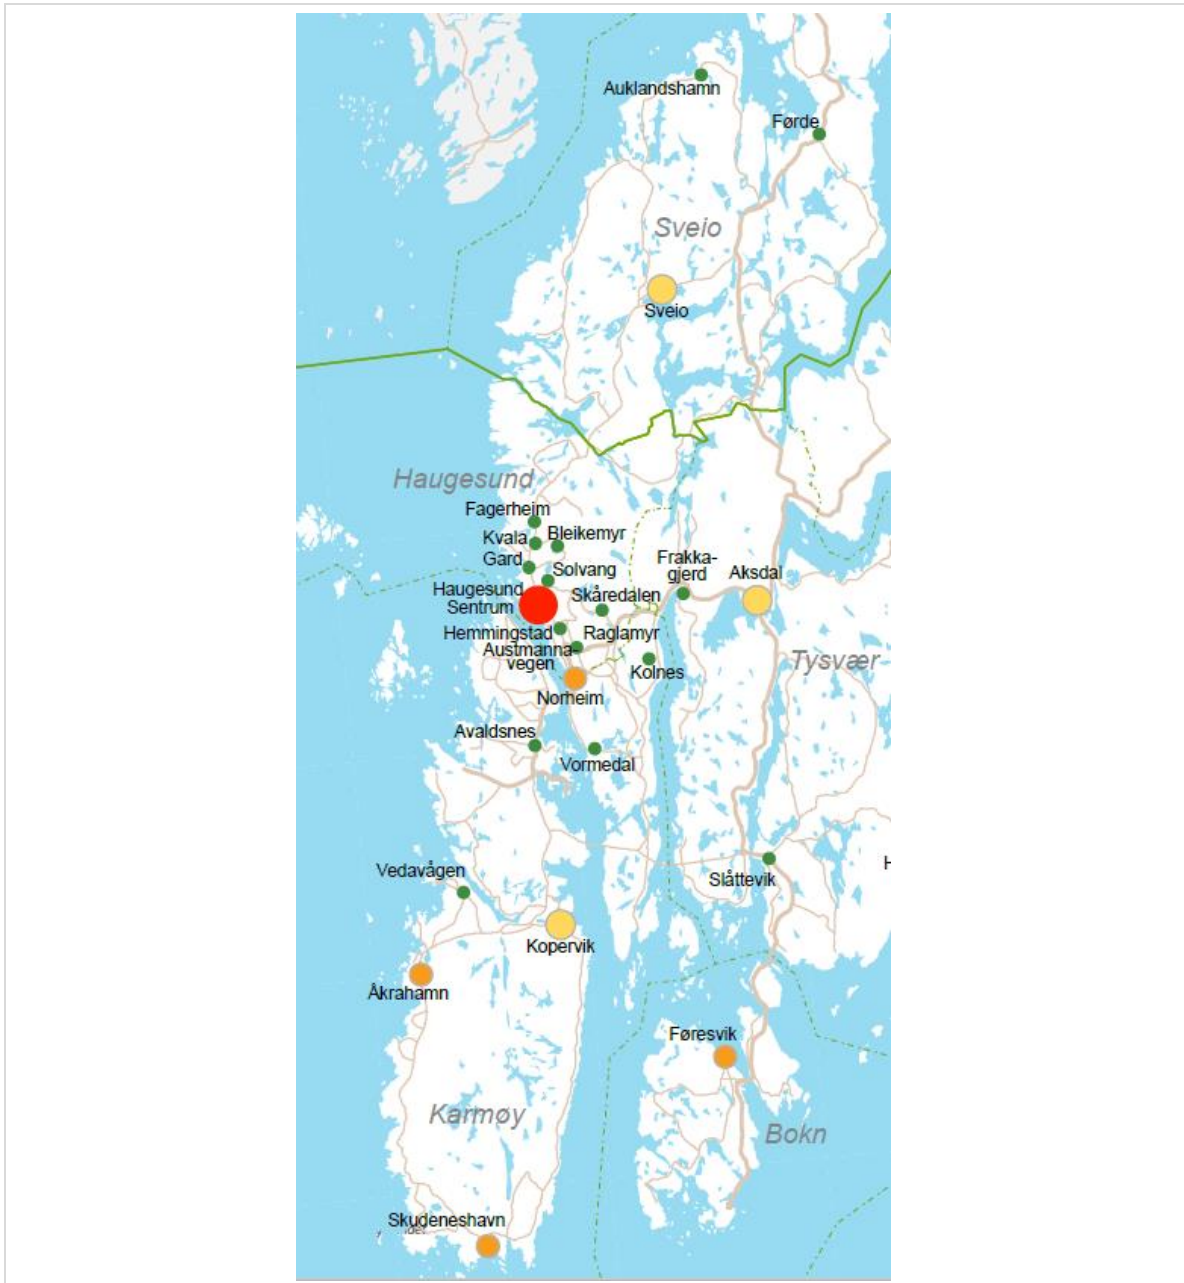 Auklandshamn
Førde
Sveio
Sveio
Haugesund
Fagerheim
Kvala
Bleikemyr
Gard
Solvang
Frakka-
gjerd
Aksdal
Haugesund
Sentrum
Skåredalen
Hemmingstad
Raglamyr
Austmanna-
vegen
Kolnes
Tysvær
Norheim
Avaldsnes
Vormedal
Vedavågen
Slåttevik
H
Kopervik
Åkrahamn
Føresvik
Karmøy
Bokn
Skudeneshavn